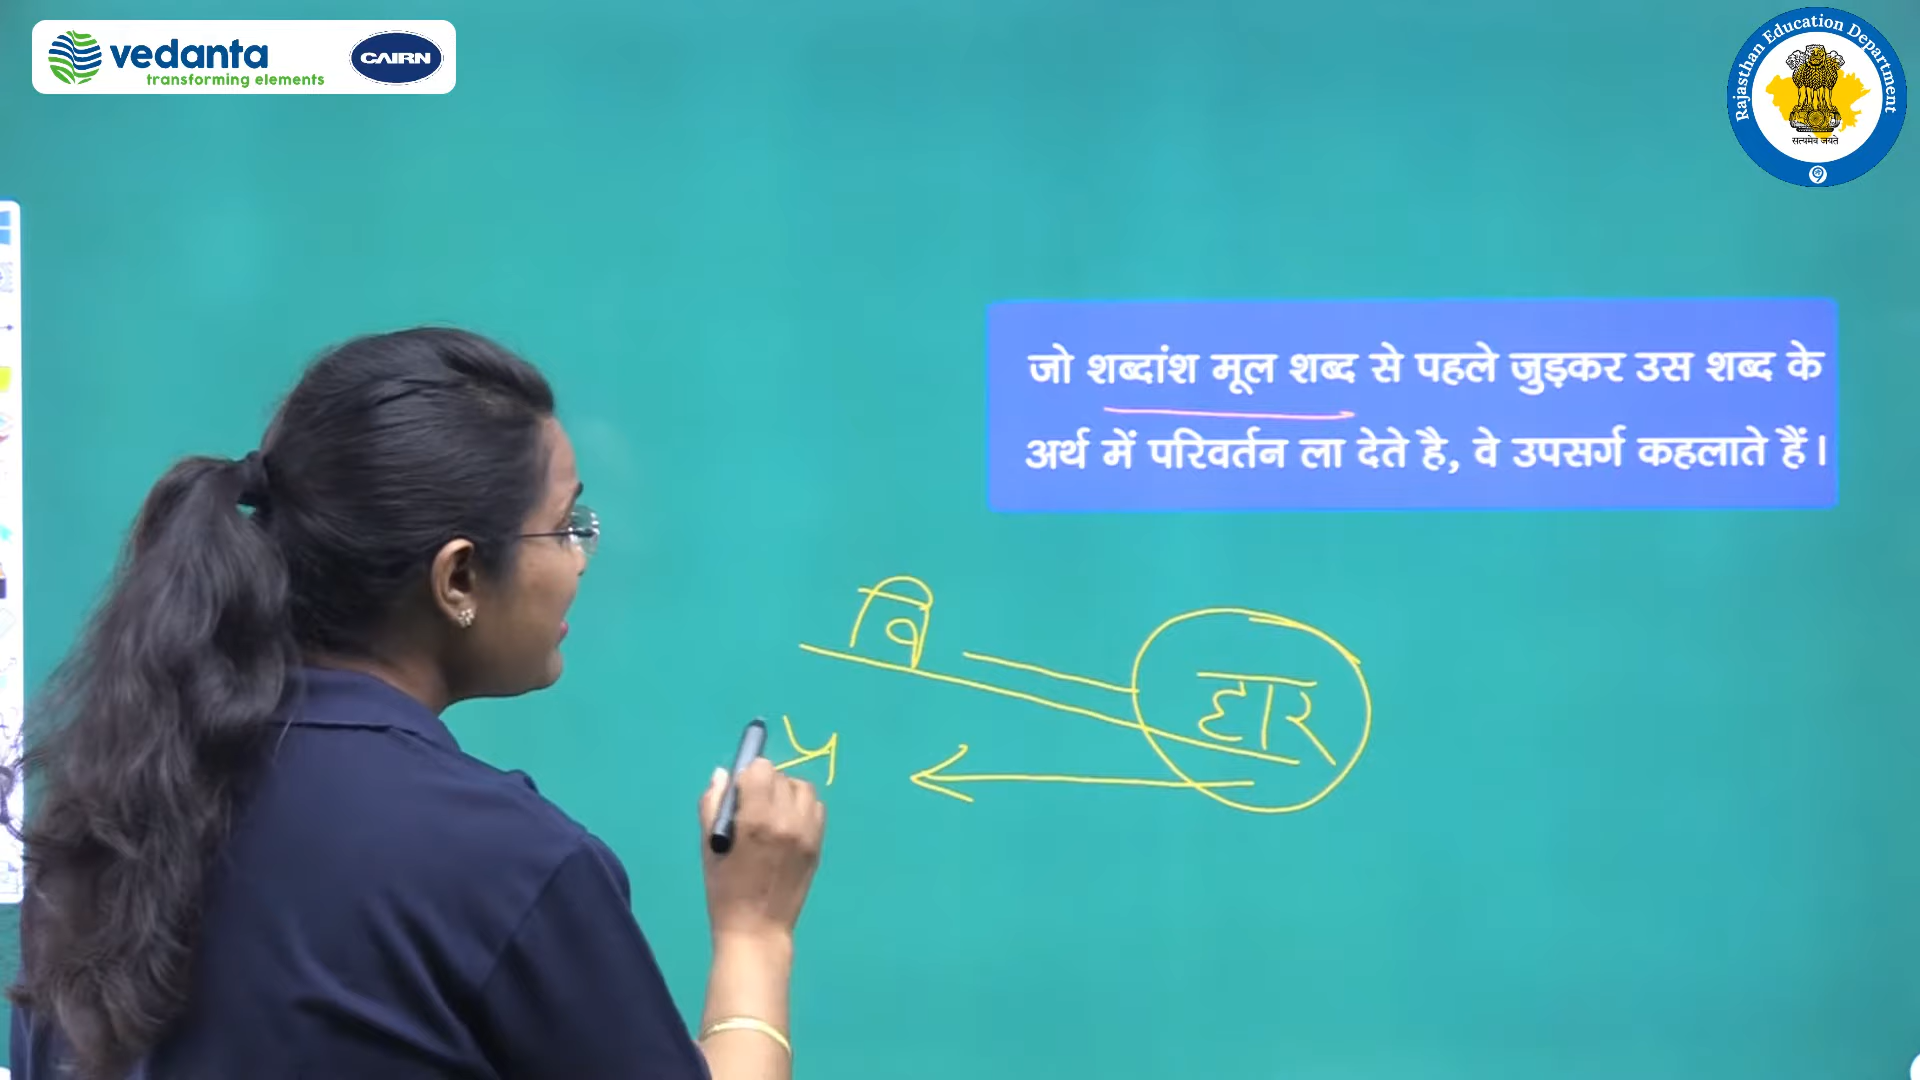 vedanta
transforming elements
CAIRN
Rajasthan Education Department
सत्यमेव जयते
जो शब्दांश मूल शब्द से पहले जुड़कर उस शब्द के
अर्थ में परिवर्तन ला देते है, वे उपसर्ग कहलाते हैं।
वि
हार
प्र